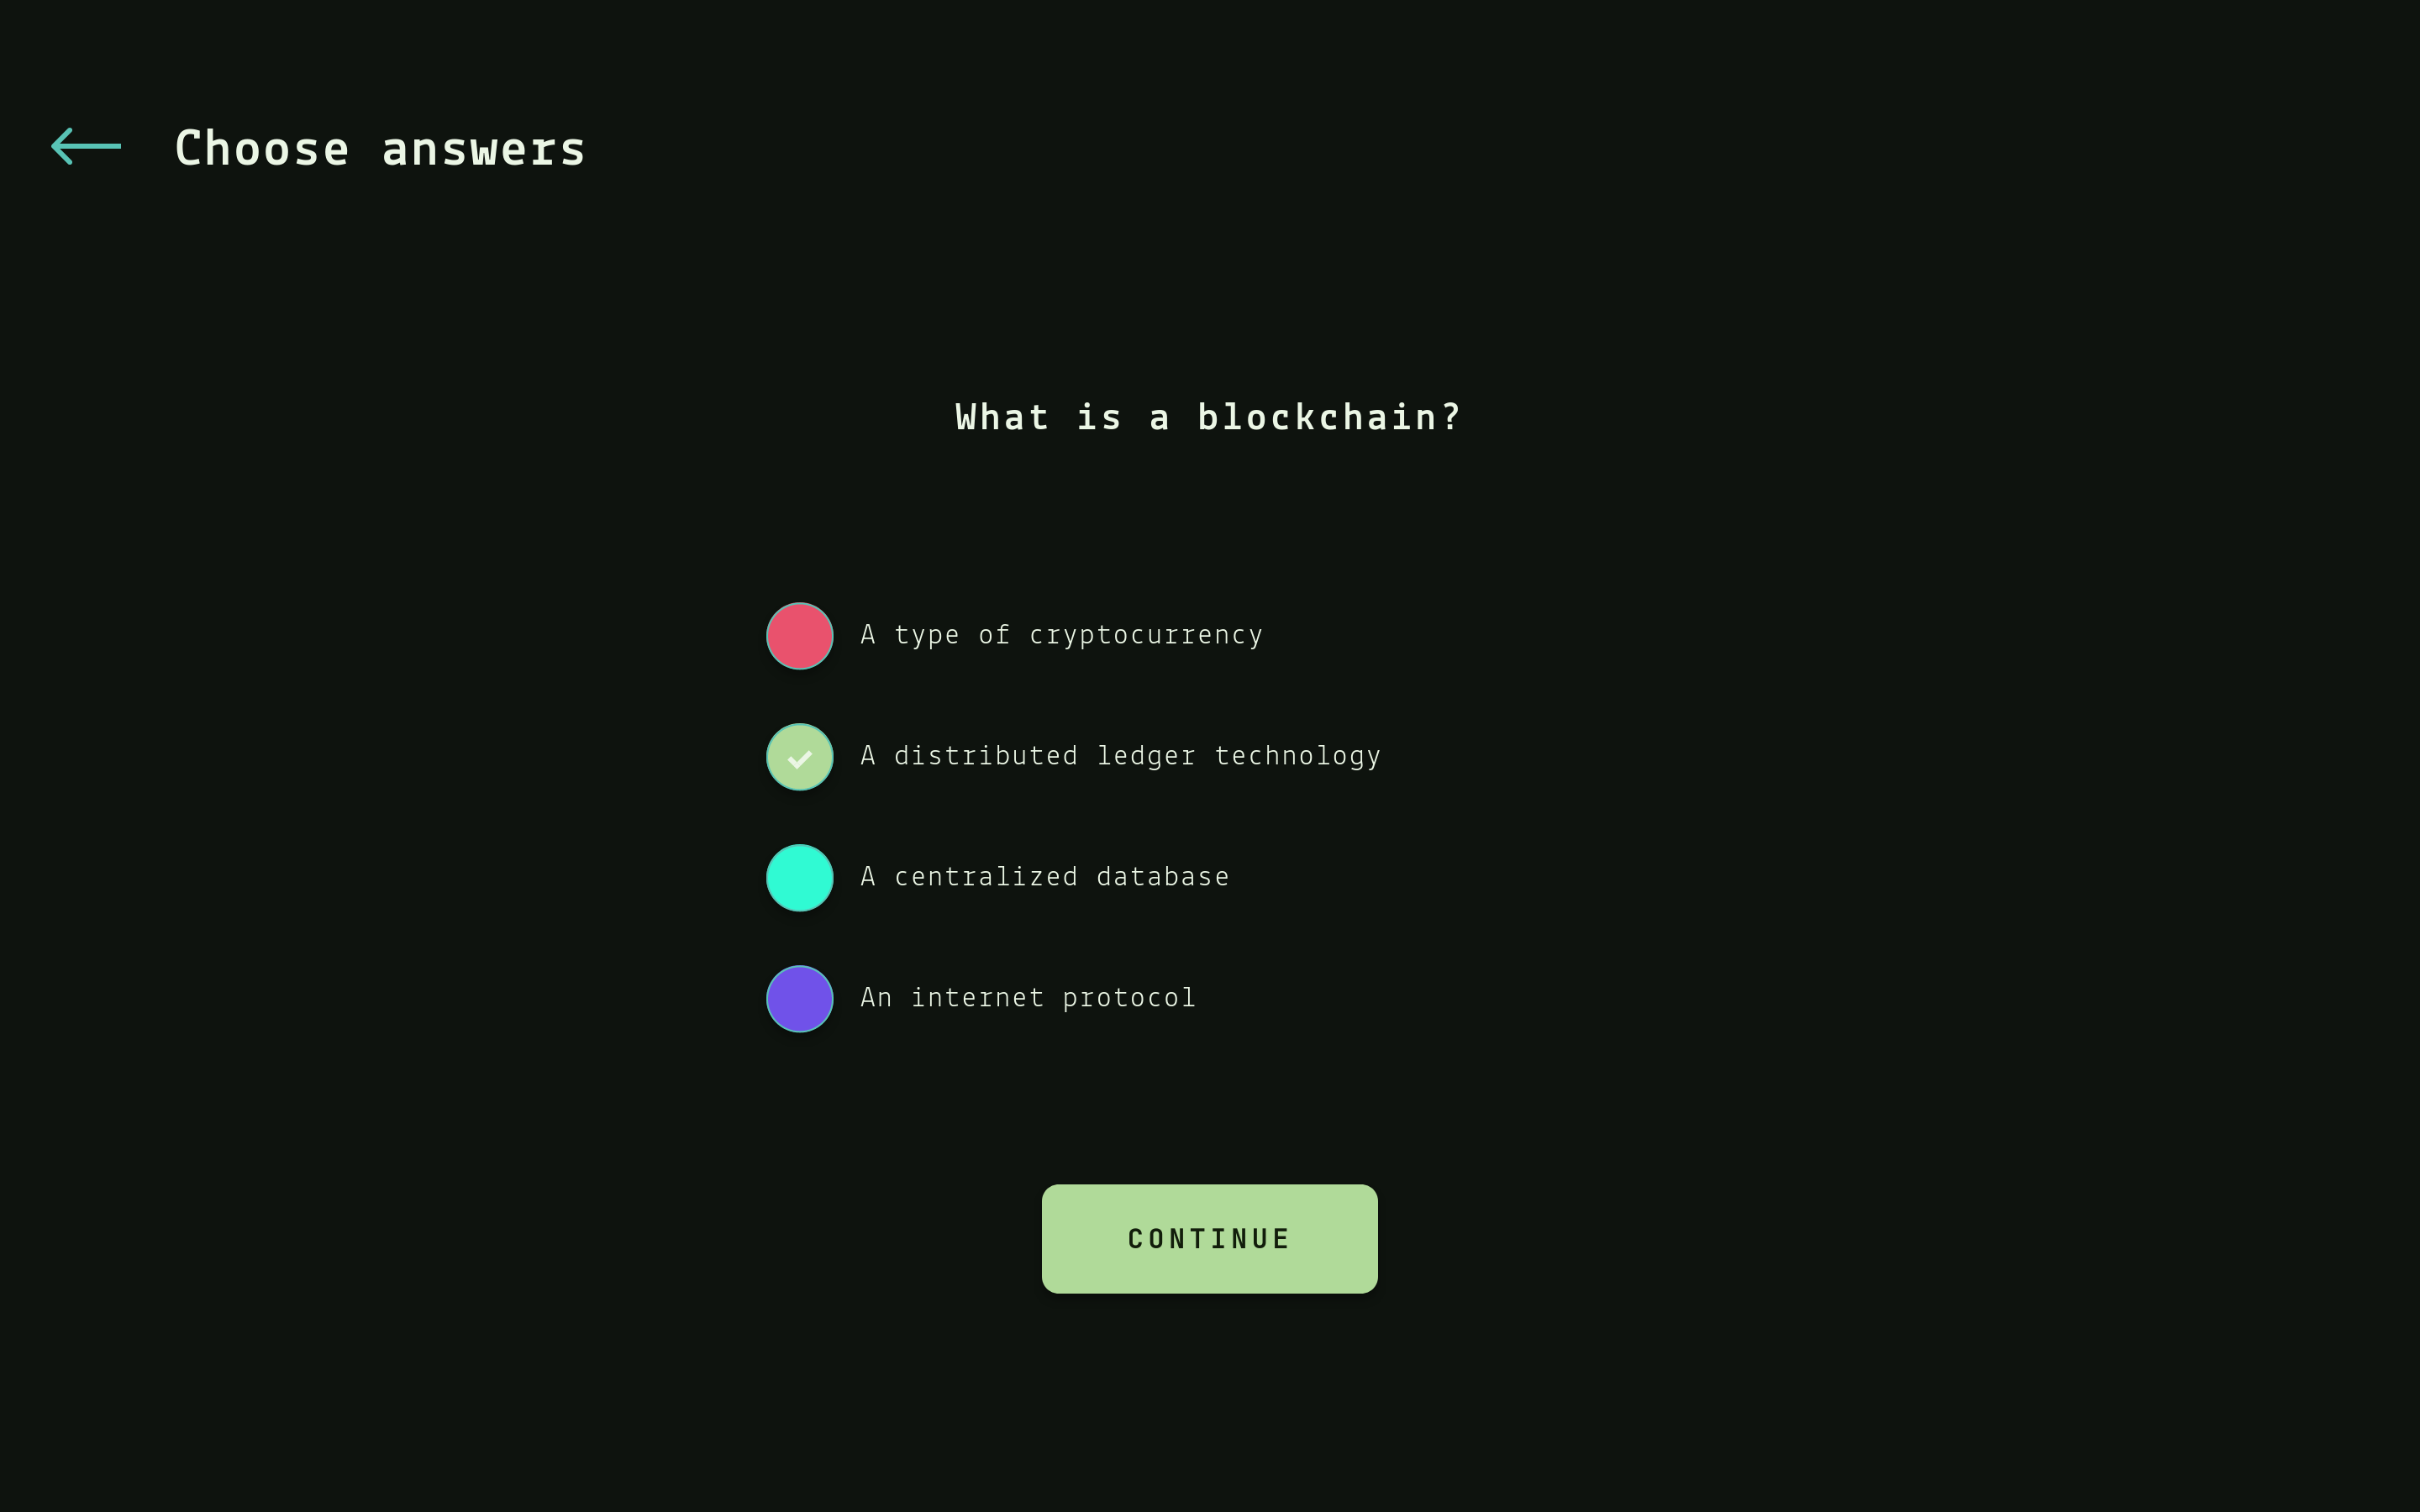 Choose answers
What is a blockchain?
A type of cryptocurrency
A distributed ledger technology
A centralized database
An internet protocol
CONTINUE